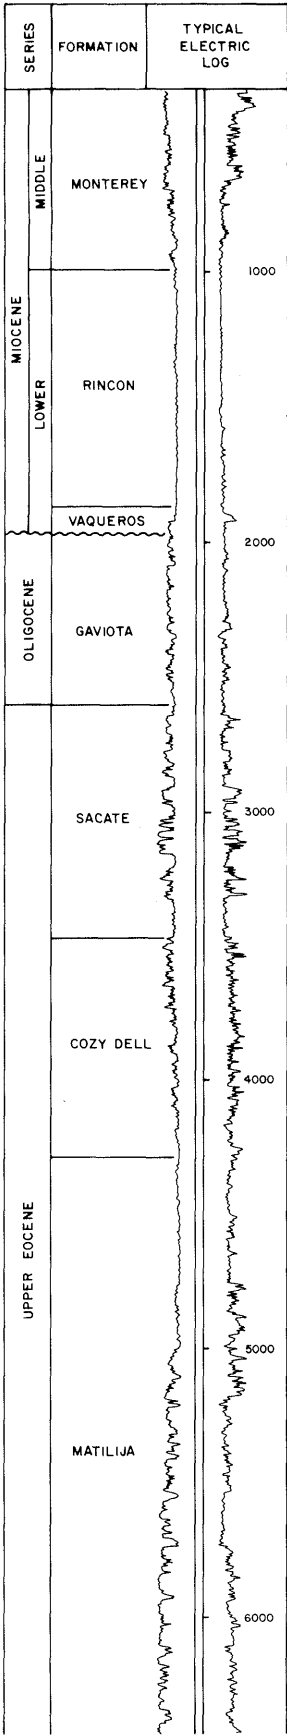 SERIES
FORMATION
TYPICAL
ELECTRIC
LOG
MIOCENE
MIDDLE
MONTEREY
1000
LOWER
RINCON
VAQUEROS
2000
OLIGOCENE
GAVIOTA
SACATE
3000
COZY DELL
4000
UPPER EOCENE
5000
MATILIJA
6000